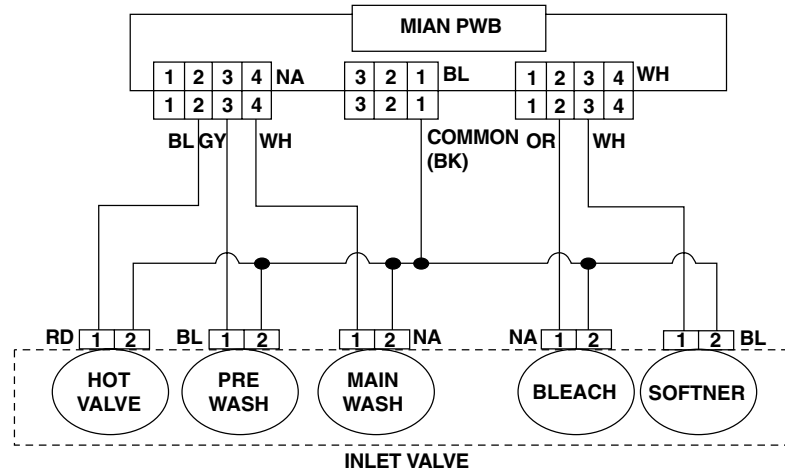 MIAN PWB
1 2 3 4 NA
3 2 1 BL
1 2 3 4 WH
1 2 3 4
3 2 1
1 2 3 4
BL GY WH
COMMON
(BK)
OR WH
RD 1 2
BL 1 2
1 2 NA
NA 1 2
1 2 BL
HOT
VALVE
PRE
WASH
MAIN
WASH
BLEACH
SOFTNER
INLET VALVE